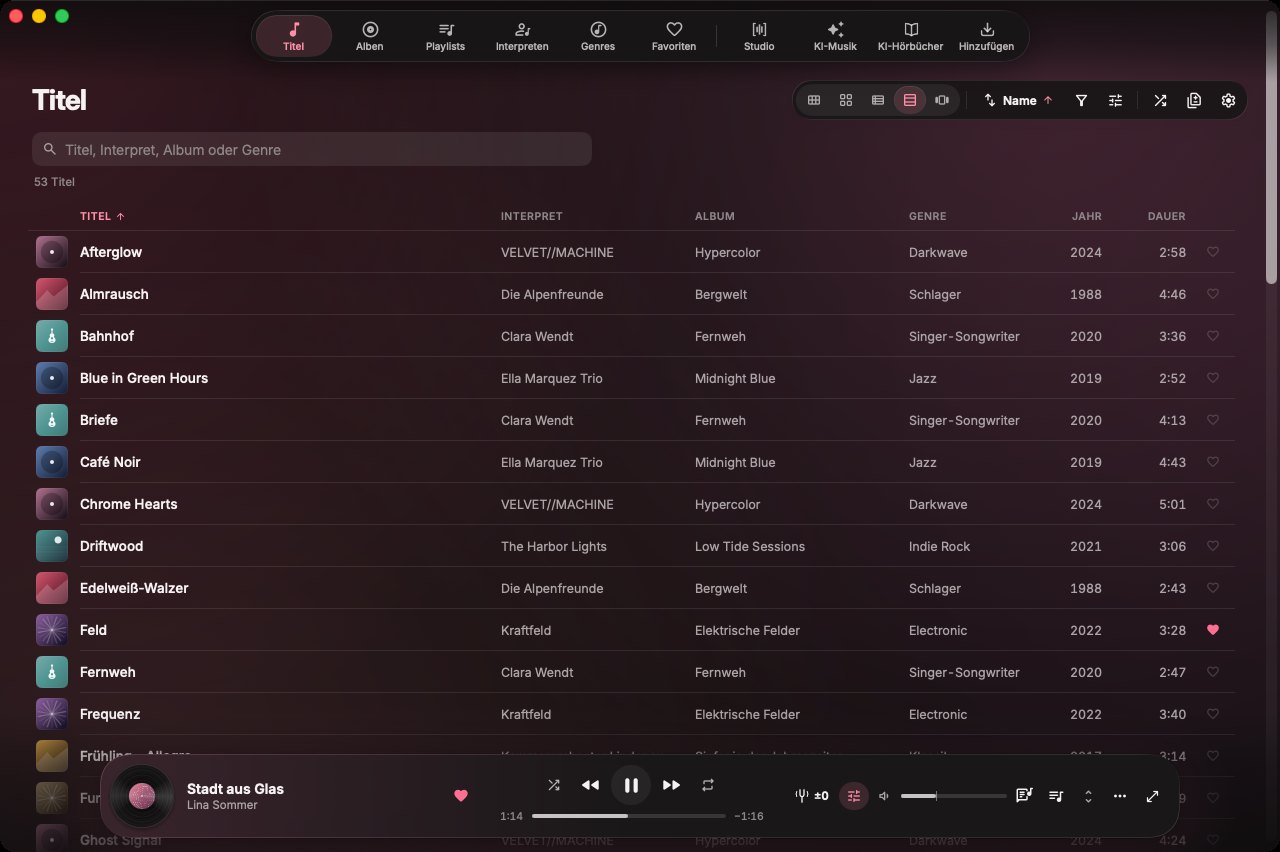 Titel
Alben
Playlists
Interpreten
Genres
Favoriten
Studio
KI-Musik
KI-Hörbücher
Hinzufügen
Titel
Name
Titel, Interpret, Album oder Genre
53 Titel
TITEL INTERPRET ALBUM GENRE JAHR DAUER
Afterglow VELVET//MACHINE Hypercolor Darkwave 2024 2:58
Almrausch Die Alpenfreunde Bergwelt Schlager 1988 4:46
Bahnhof Clara Wendt Fernweh Singer-Songwriter 2020 3:36
Blue in Green Hours Ella Marquez Trio Midnight Blue Jazz 2019 2:52
Briefe Clara Wendt Fernweh Singer-Songwriter 2020 4:13
Café Noir Ella Marquez Trio Midnight Blue Jazz 2019 4:43
Chrome Hearts VELVET//MACHINE Hypercolor Darkwave 2024 5:01
Driftwood The Harbor Lights Low Tide Sessions Indie Rock 2021 3:06
Edelweiß-Walzer Die Alpenfreunde Bergwelt Schlager 1988 2:43
Feld Kraftfeld Elektrische Felder Electronic 2022 3:28
Fernweh Clara Wendt Fernweh Singer-Songwriter 2020 2:47
Frequenz Kraftfeld Elektrische Felder Electronic 2022 3:40
3:14
Stadt aus Glas
Lina Sommer
±0
1:14 −1:16
Ghost Signal VELVET//MACHINE Hypercolor Darkwave 2024 4:24